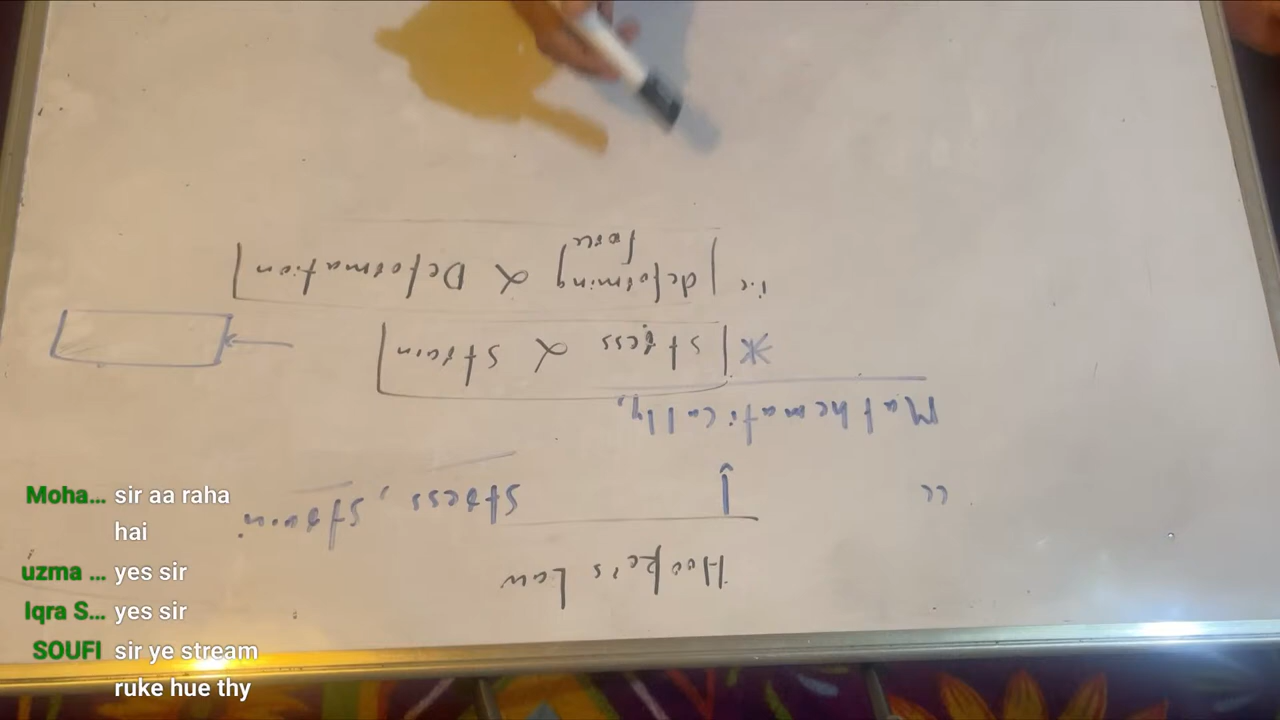 Hooke's Law
“ Stress, Strain
Mathematically,
* Stress ∝ Strain
i.e deforming force ∝ Deformation
Moha... sir aa raha
hai
uzma ... yes sir
Iqra S... yes sir
SOUFI sir ye stream
ruke hue thy